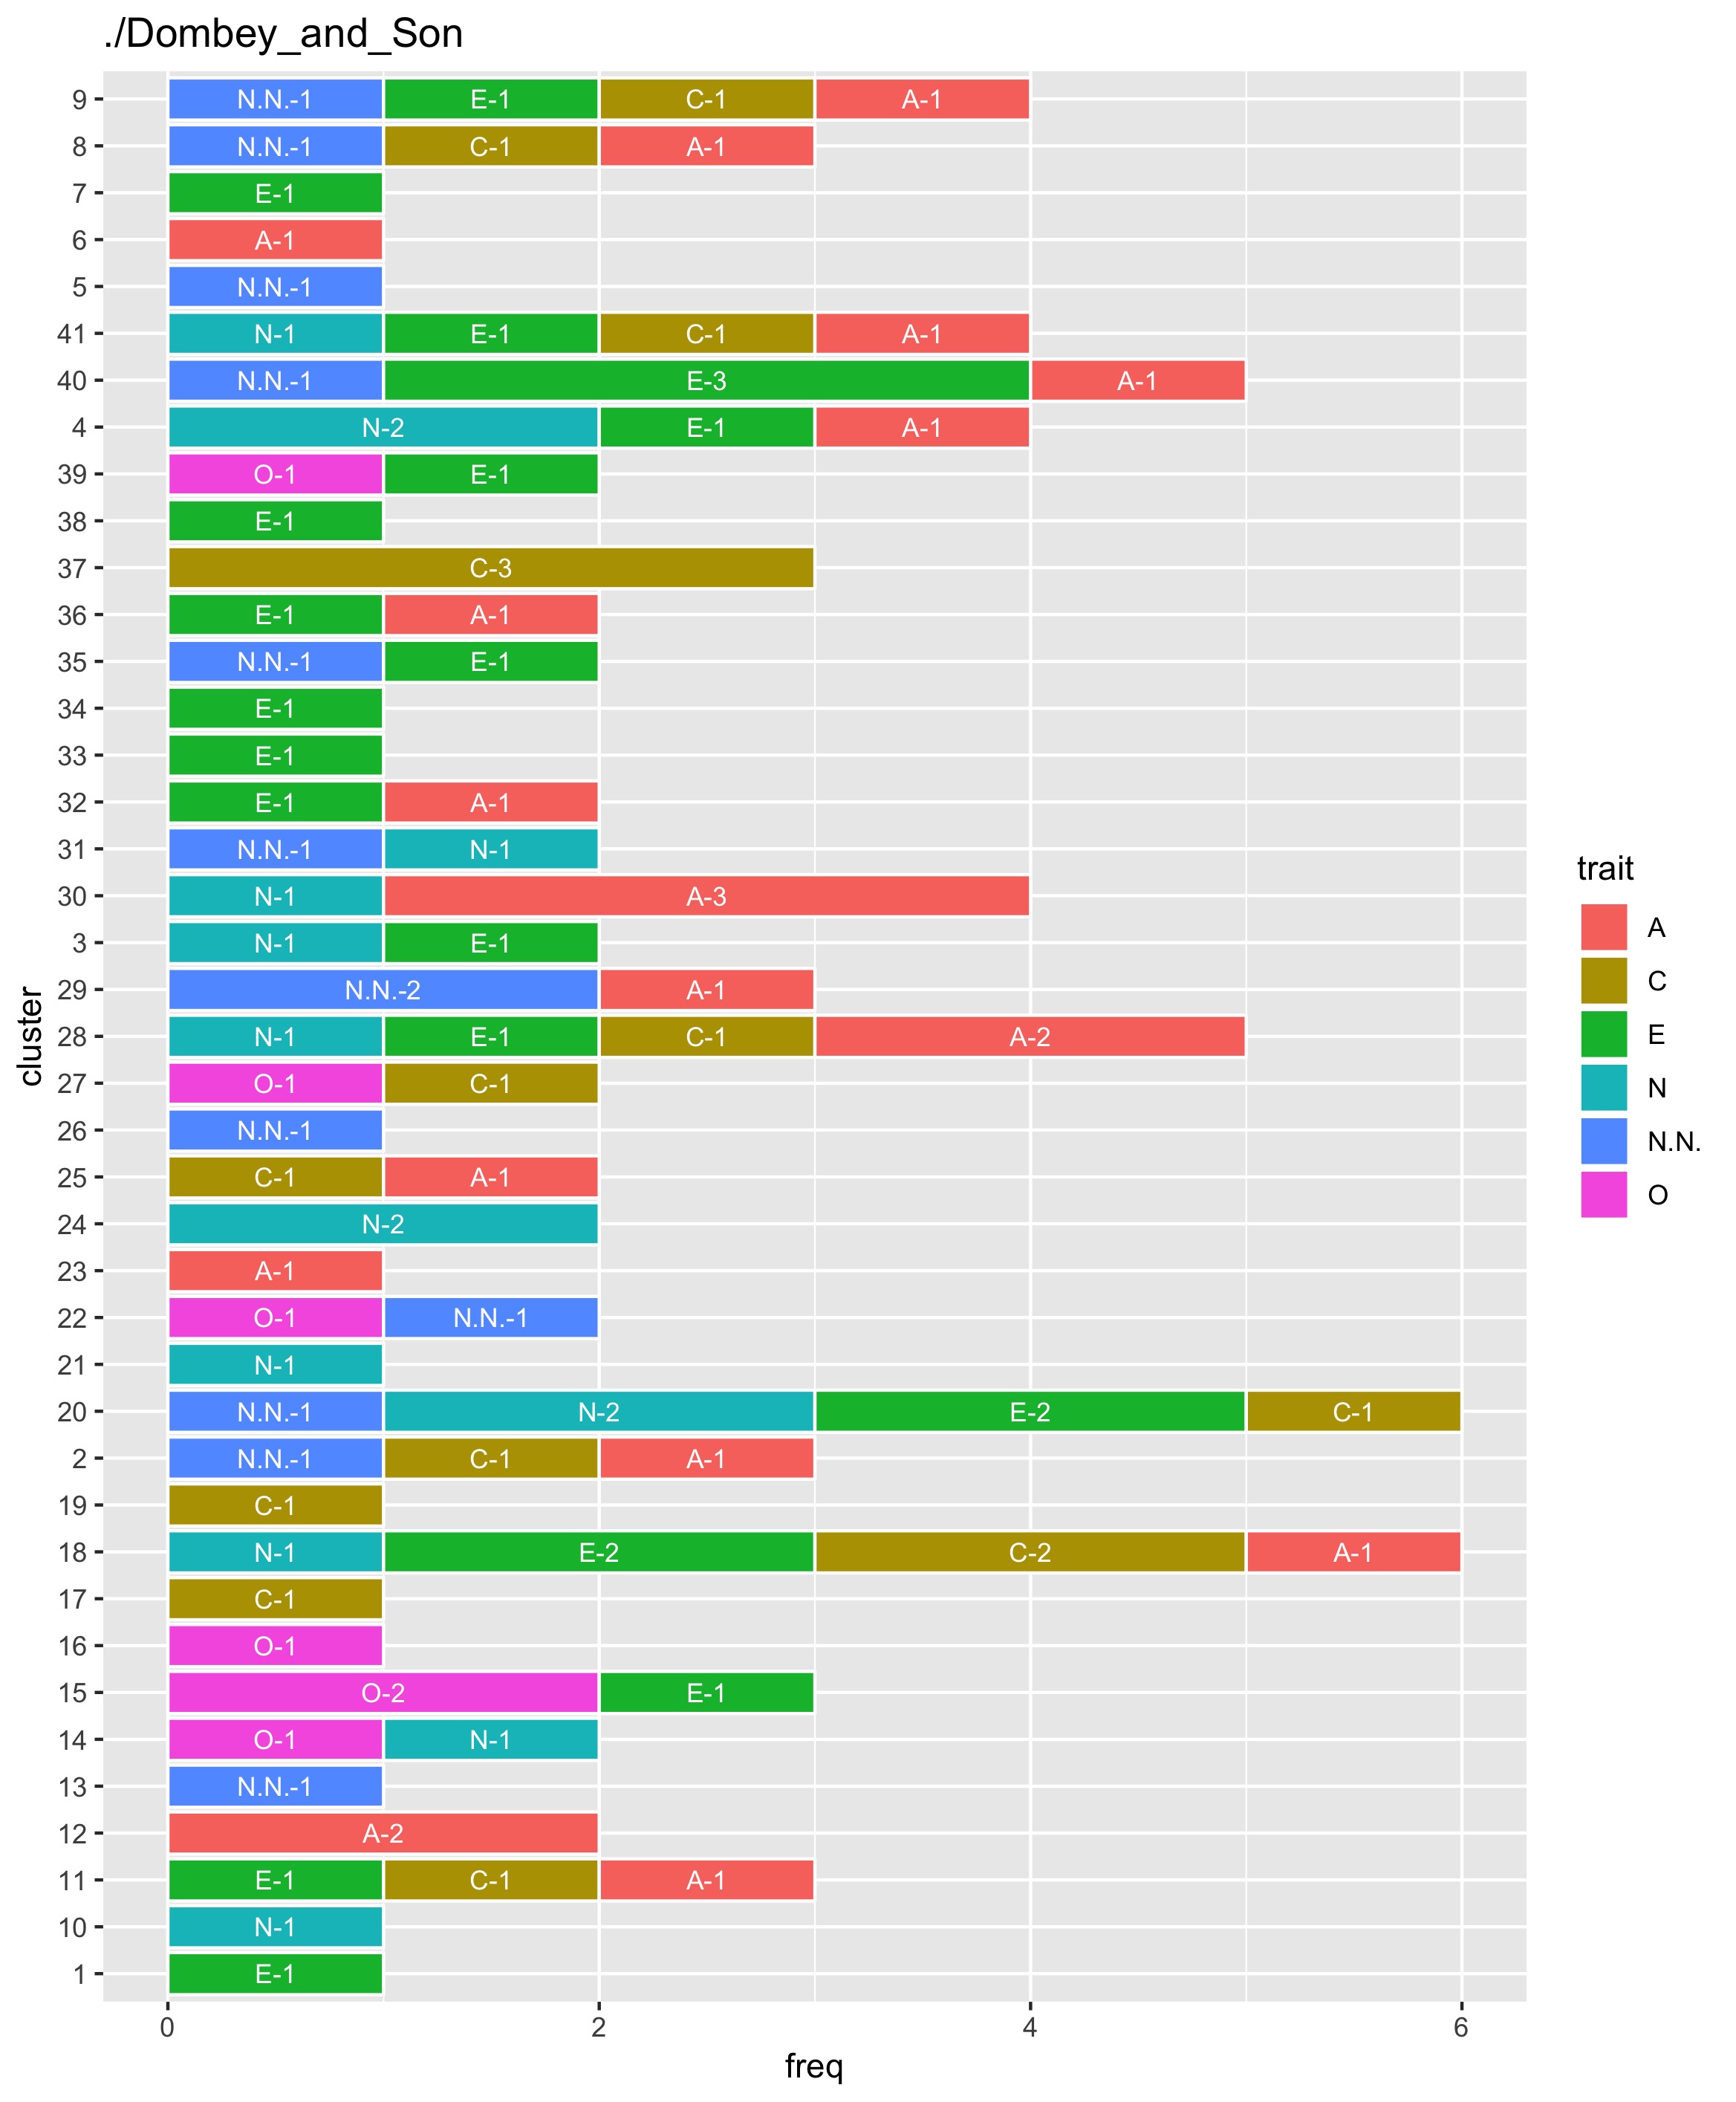 ./Dombey_and_Son
9 N.N.-1 E-1 C-1 A-1
8 N.N.-1 C-1 A-1
7 E-1
6 A-1
5 N.N.-1
41 N-1 E-1 C-1 A-1
40 N.N.-1 E-3 A-1
4 N-2 E-1 A-1
39 O-1 E-1
38 E-1
37 C-3
36 E-1 A-1
35 N.N.-1 E-1
34 E-1
33 E-1
32 E-1 A-1
31 N.N.-1 N-1
30 N-1 A-3
3 N-1 E-1
29 N.N.-2 A-1
28 N-1 E-1 C-1 A-2
27 O-1 C-1
26 N.N.-1
25 C-1 A-1
24 N-2
23 A-1
22 O-1 N.N.-1
21 N-1
20 N.N.-1 N-2 E-2 C-1
2 N.N.-1 C-1 A-1
19 C-1
18 N-1 E-2 C-2 A-1
17 C-1
16 O-1
15 O-2 E-1
14 O-1 N-1
13 N.N.-1
12 A-2
11 E-1 C-1 A-1
10 N-1
1 E-1
0 2 4 6
freq
cluster
trait
A
C
E
N
N.N.
O